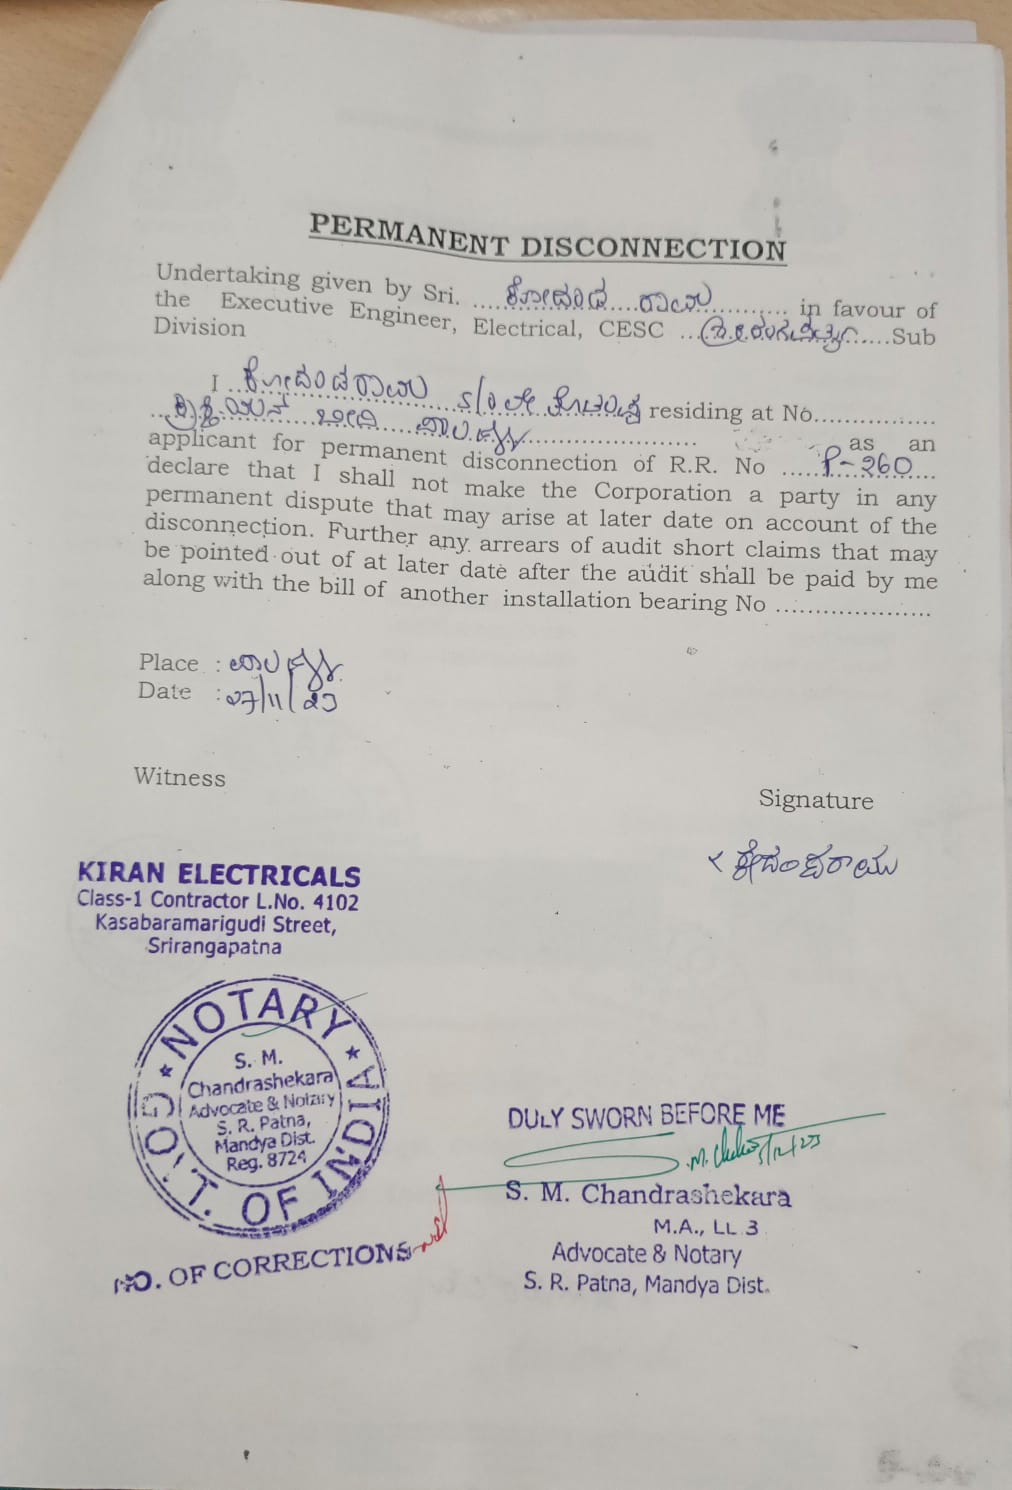 PERMANENT DISCONNECTION
Undertaking given by Sri. .... ಕೋದಂಡ .... ರಾಮು ............ in favour of
the Executive Engineer, Electrical, CESC ... ...... Sub
Division
I .. ಕೋದಂಡರಾಮು S/O ಲೇ residing at No................
ಬೀದಿ .......................... as an
applicant for permanent disconnection of R.R. No ..... P-260 ...
declare that I shall not make the Corporation a party in any
permanent dispute that may arise at later date on account of the
disconnection. Further any arrears of audit short claims that may
be pointed out of at later date after the audit shall be paid by me
along with the bill of another installation bearing No ....................
Place :
Date : 27/11/23
Witness
Signature
ಕೋದಂಡರಾಮು
KIRAN ELECTRICALS
Class-1 Contractor L.No. 4102
Kasabaramarigudi Street,
Srirangapatna
★ NOTARY ★
GOVT. OF INDIA
S. M.
Chandrashekara
Advocate & Notary
S. R. Patna,
Mandya Dist.
Reg. 8724
NO. OF CORRECTIONS
DULY SWORN BEFORE ME
S. M. Chandrashekara
M.A., LL.B
Advocate & Notary
S. R. Patna, Mandya Dist.